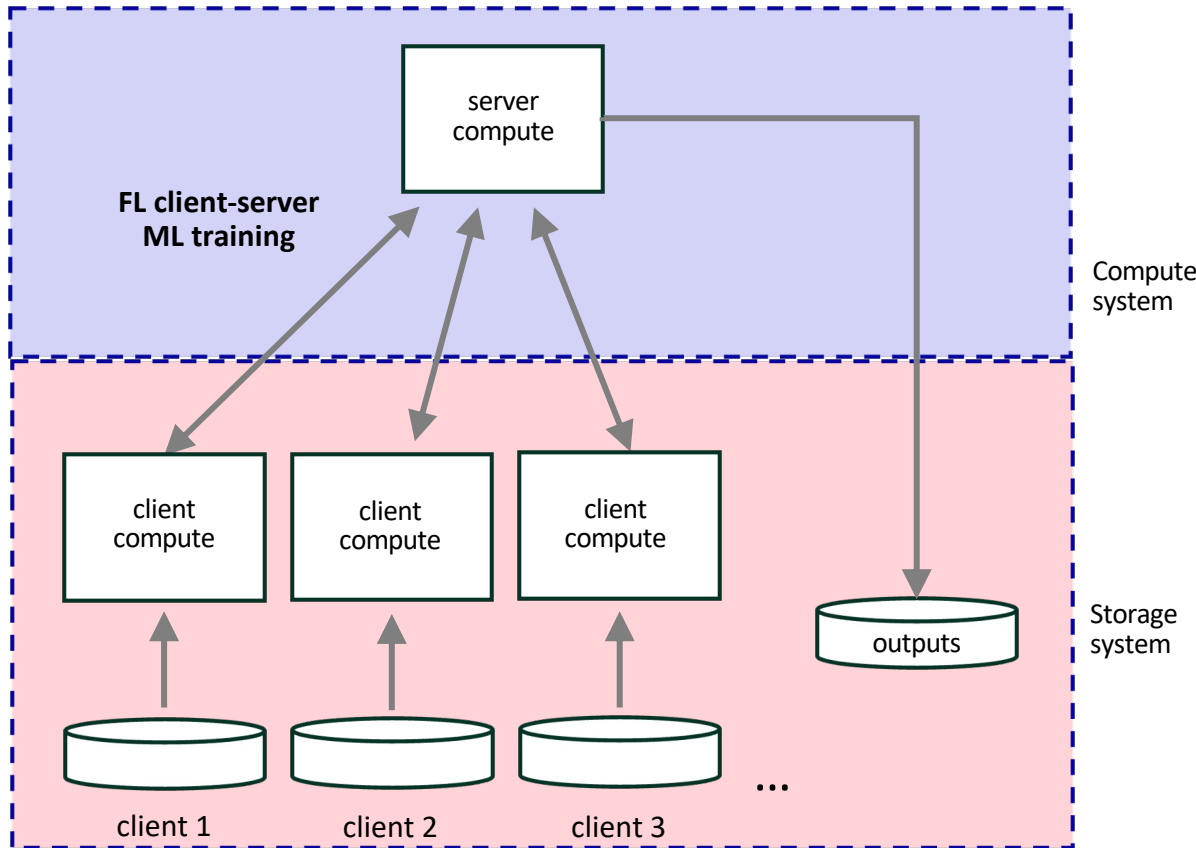 server
compute
FL client-server
ML training
Compute
system
client
compute
client
compute
client
compute
Storage
system
outputs
...
client 1
client 2
client 3